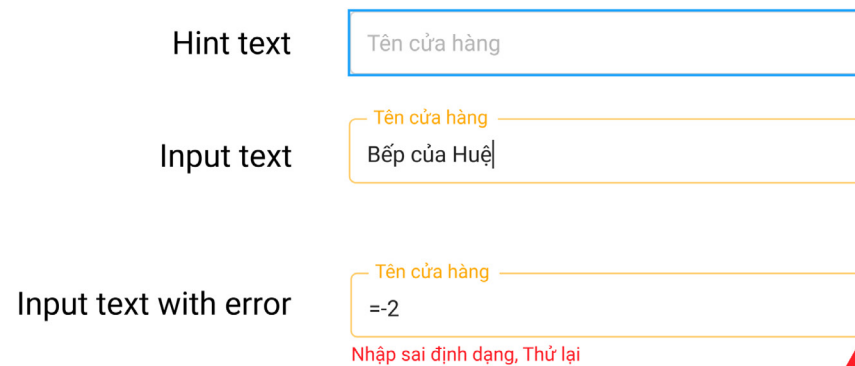 Hint text
Tên cửa hàng
Tên cửa hàng
Input text
Bếp của Huệ
Tên cửa hàng
Input text with error
=-2
Nhập sai định dạng, Thử lại